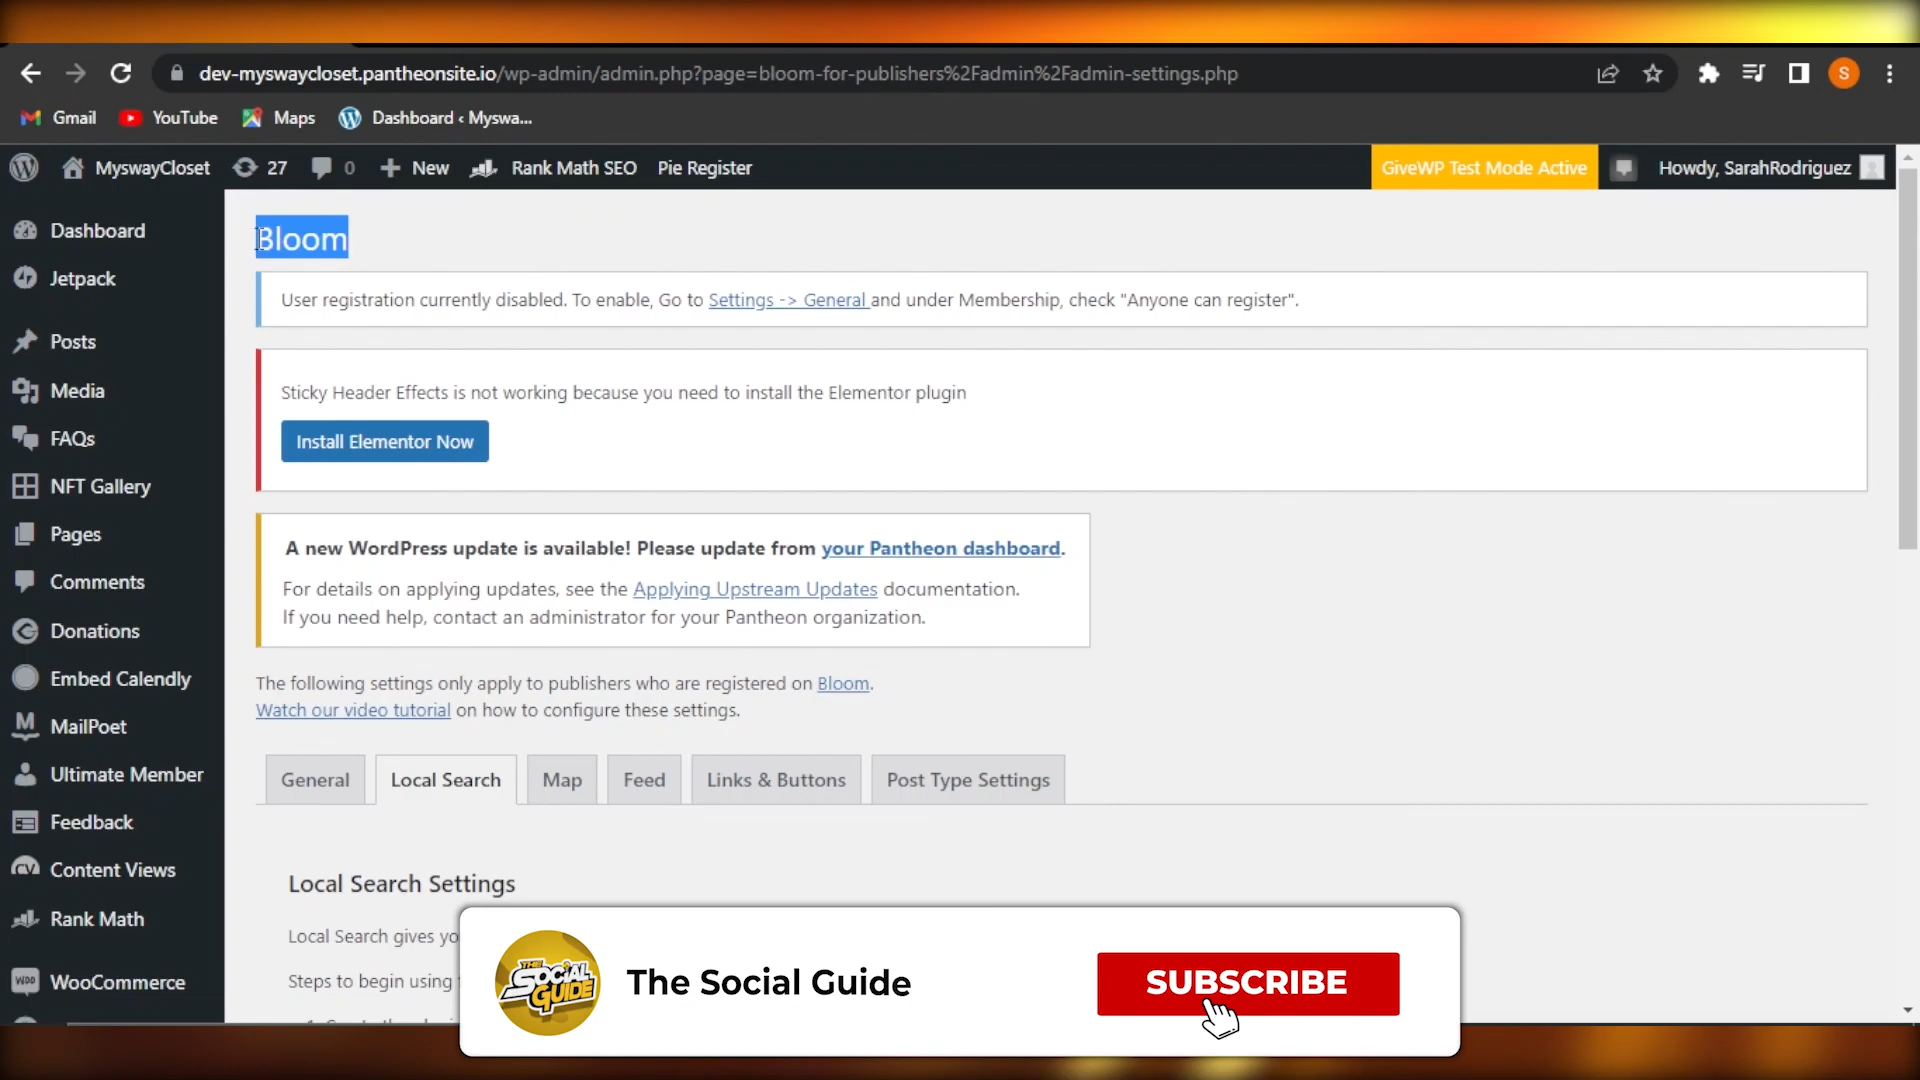 dev-myswaycloset.pantheonsite.io/wp-admin/admin.php?page=bloom-for-publishers%2Fadmin%2Fadmin-settings.php
S
Gmail
YouTube
Maps
Dashboard ‹ Myswa...
MyswayCloset
27
0
New
Rank Math SEO
Pie Register
GiveWP Test Mode Active
Howdy, SarahRodriguez
Dashboard
Jetpack
Posts
Media
FAQs
NFT Gallery
Pages
Comments
Donations
Embed Calendly
MailPoet
Ultimate Member
Feedback
Content Views
Rank Math
WooCommerce
Bloom
User registration currently disabled. To enable, Go to Settings -> General and under Membership, check "Anyone can register".
Sticky Header Effects is not working because you need to install the Elementor plugin
Install Elementor Now
A new WordPress update is available! Please update from your Pantheon dashboard.
For details on applying updates, see the Applying Upstream Updates documentation.
If you need help, contact an administrator for your Pantheon organization.
The following settings only apply to publishers who are registered on Bloom.
Watch our video tutorial on how to configure these settings.
General
Local Search
Map
Feed
Links & Buttons
Post Type Settings
Local Search Settings
Local Search gives yo
Steps to begin using
THE SOCIAL GUIDE
The Social Guide
SUBSCRIBE